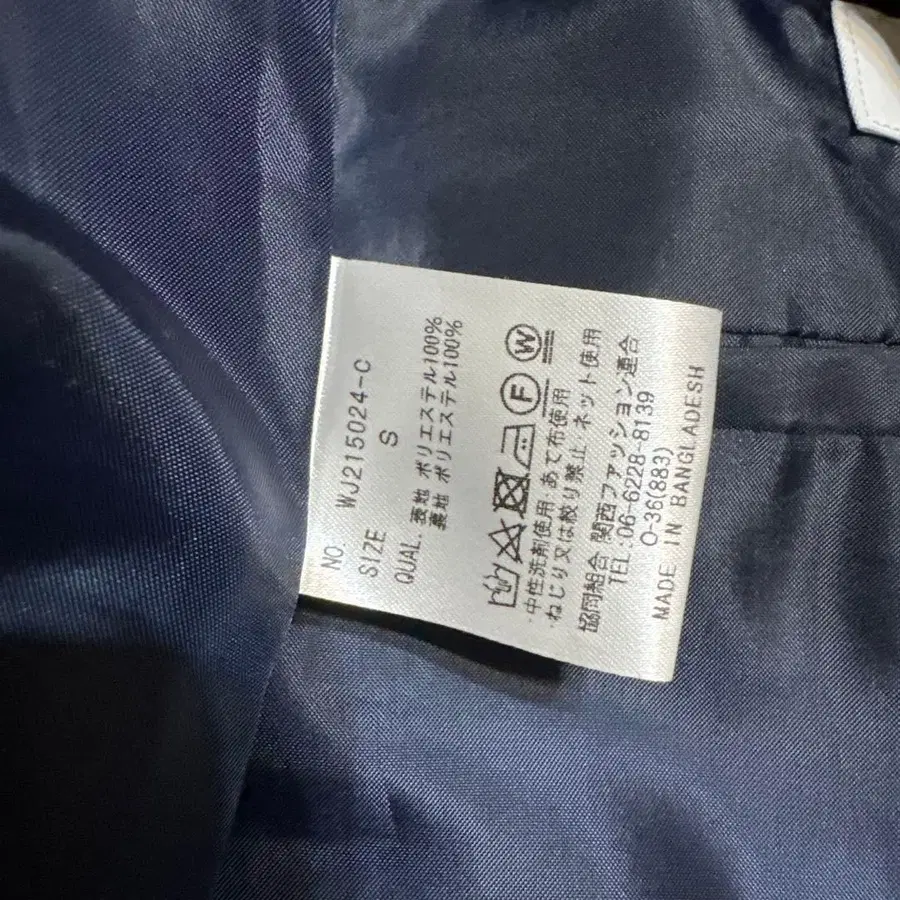 NO. WJ215024-C
SIZE S
QUAL. 表地 ポリエステル100%
裏地 ポリエステル100%
F W
・中性洗剤使用・あて布使用
・ねじり又は絞り禁止・ネット使用
協同組合 関西ファッション連合
TEL.06-6228-8139
O-36(883)
MADE IN BANGLADESH